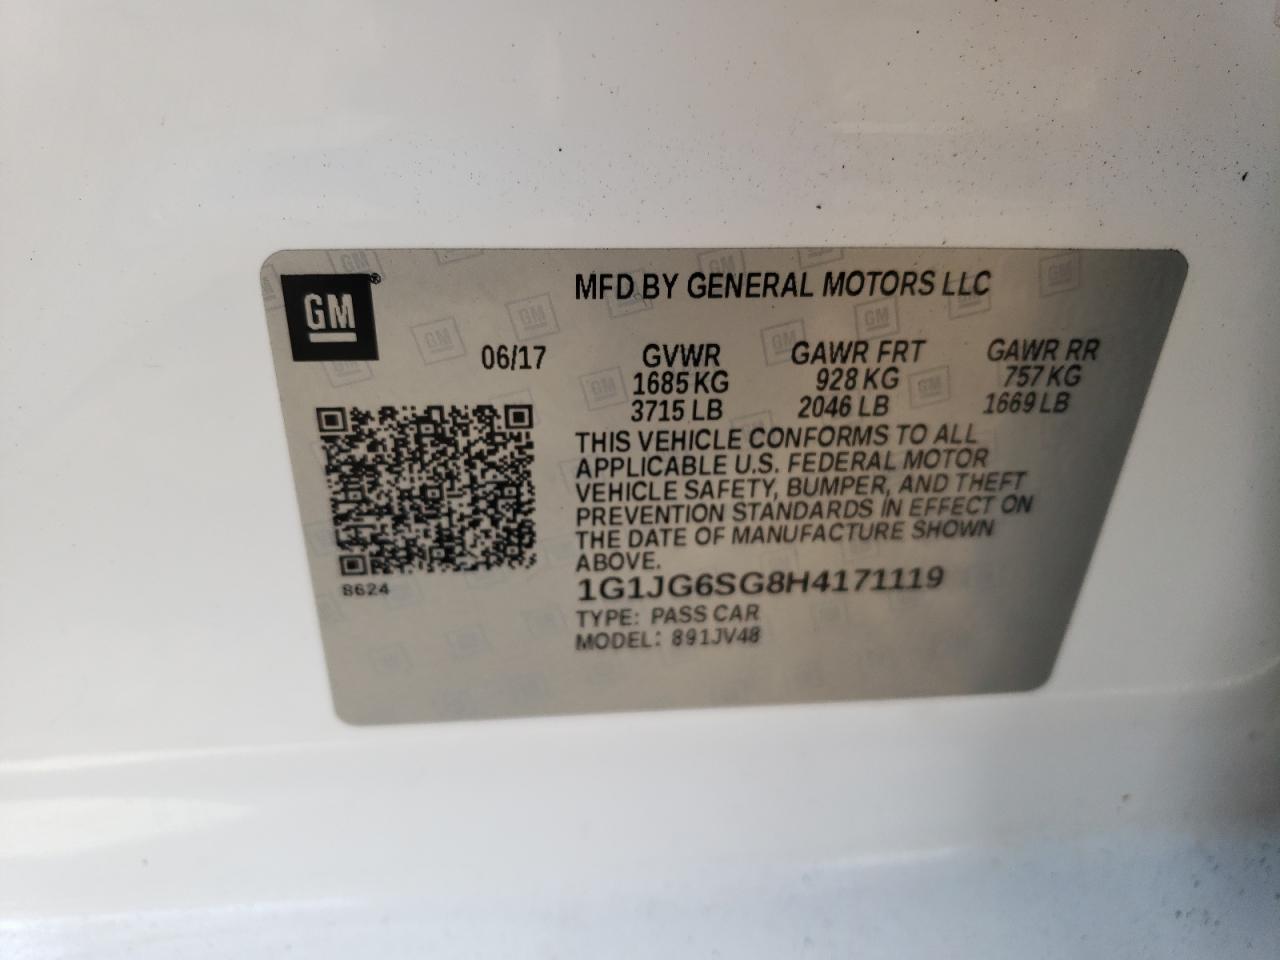 GM®
MFD BY GENERAL MOTORS LLC
06/17 GVWR GAWR FRT GAWR RR
1685 KG 928 KG 757 KG
3715 LB 2046 LB 1669 LB
THIS VEHICLE CONFORMS TO ALL
APPLICABLE U.S. FEDERAL MOTOR
VEHICLE SAFETY, BUMPER, AND THEFT
PREVENTION STANDARDS IN EFFECT ON
THE DATE OF MANUFACTURE SHOWN
ABOVE.
8624
1G1JG6SG8H4171119
TYPE: PASS CAR
MODEL: 891JV48